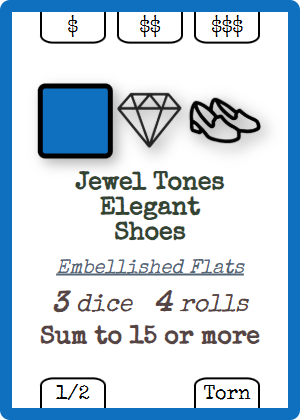 $ $$ $$$
Jewel Tones
Elegant
Shoes
Embellished Flats
3 dice 4 rolls
Sum to 15 or more
1/2 Torn